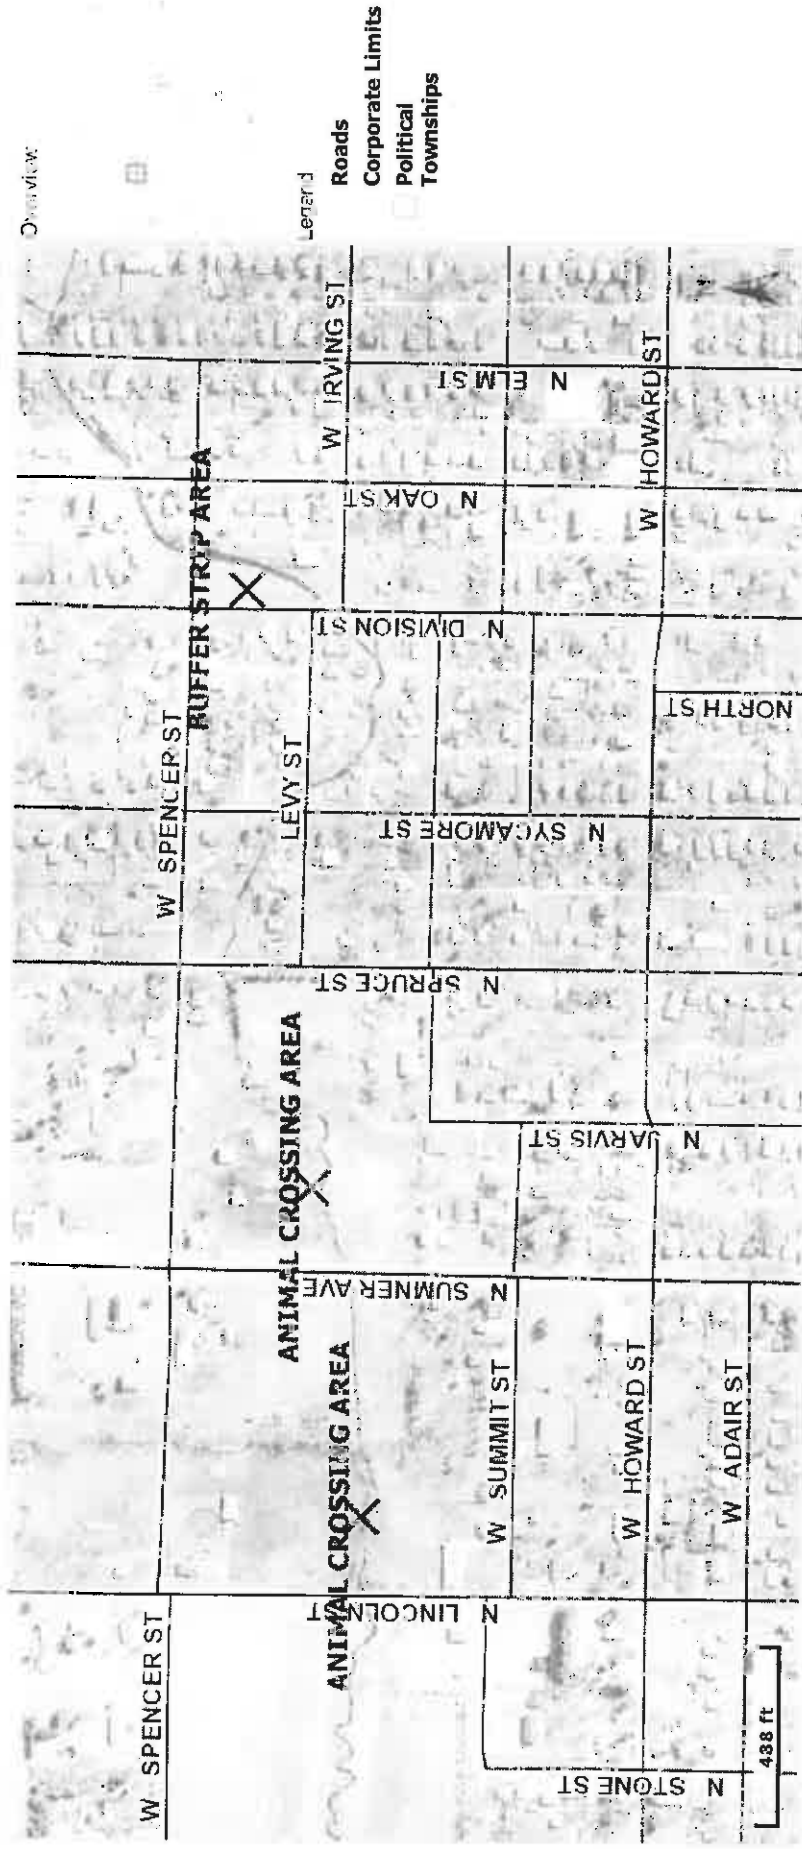 Overview
Legend
Roads
Corporate Limits
Political
Townships
W SPENCER ST
W SPENCER ST
BUFFER STRIP AREA
LEVY ST
W IRVING ST
ANIMAL CROSSING AREA
ANIMAL CROSSING AREA
N LINCOLN ST
N SUMNER AVE
N SPRUCE ST
N SYCAMORE ST
N DIVISION ST
N OAK ST
N ELM ST
N JARVIS ST
W SUMMIT ST
W HOWARD ST
W HOWARD ST
NORTH ST
W ADAIR ST
N STONE ST
488 ft